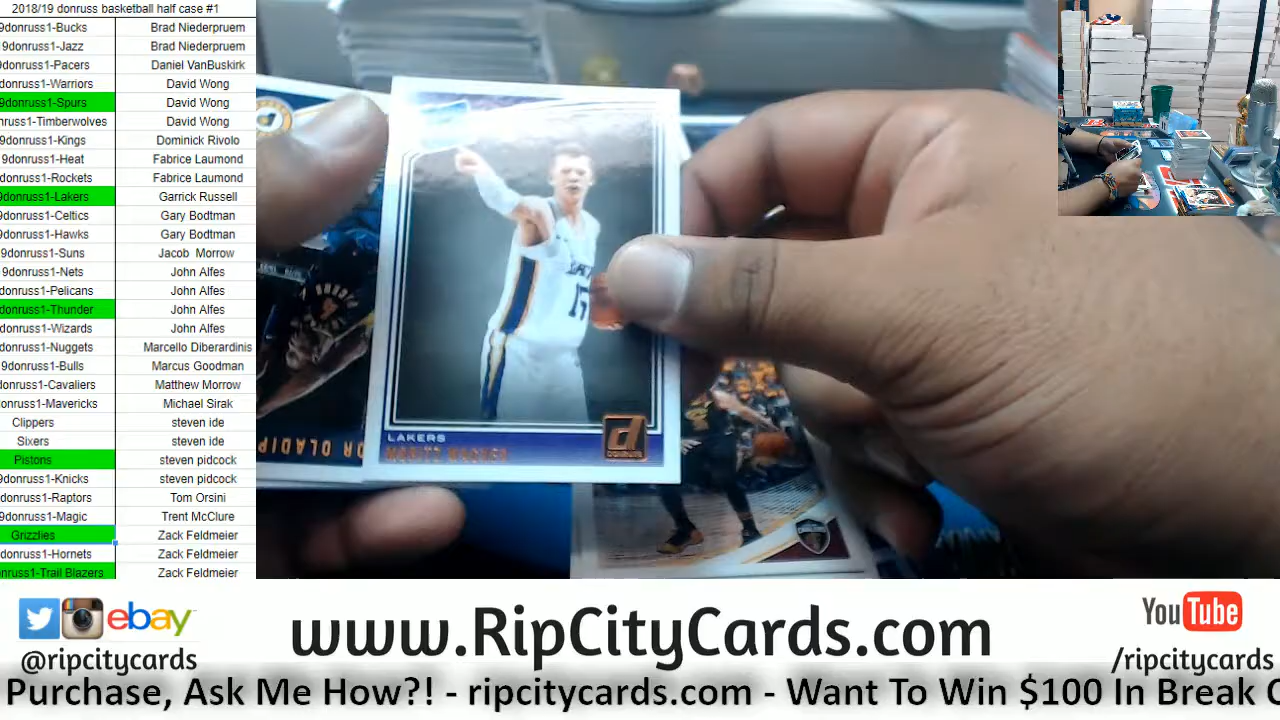 2018/19 donruss basketball half case #1
9donruss1-Bucks Brad Niederpruem
9donruss1-Jazz Brad Niederpruem
9donruss1-Pacers Daniel VanBuskirk
donruss1-Warriors David Wong
9donruss1-Spurs David Wong
nruss1-Timberwolves David Wong
9donruss1-Kings Dominick Rivolo
9donruss1-Heat Fabrice Laumond
donruss1-Rockets Fabrice Laumond
9donruss1-Lakers Garrick Russell
9donruss1-Celtics Gary Bodtman
9donruss1-Hawks Gary Bodtman
9donruss1-Suns Jacob Morrow
9donruss1-Nets John Alfes
donruss1-Pelicans John Alfes
donruss1-Thunder John Alfes
donruss1-Wizards John Alfes
donruss1-Nuggets Marcello Diberardinis
9donruss1-Bulls Marcus Goodman
donruss1-Cavaliers Matthew Morrow
onruss1-Mavericks Michael Sirak
Clippers steven ide
Sixers steven ide
Pistons steven pidcock
9donruss1-Knicks steven pidcock
donruss1-Raptors Tom Orsini
9donruss1-Magic Trent McClure
Grizzlies Zack Feldmeier
donruss1-Hornets Zack Feldmeier
nruss1-Trail Blazers Zack Feldmeier
OR OLADIP
LAKERS
d
DONRUSS
15
ebay
@ripcitycards
www.RipCityCards.com
YouTube
/ripcitycards
Purchase, Ask Me How?! - ripcitycards.com - Want To Win $100 In Break C